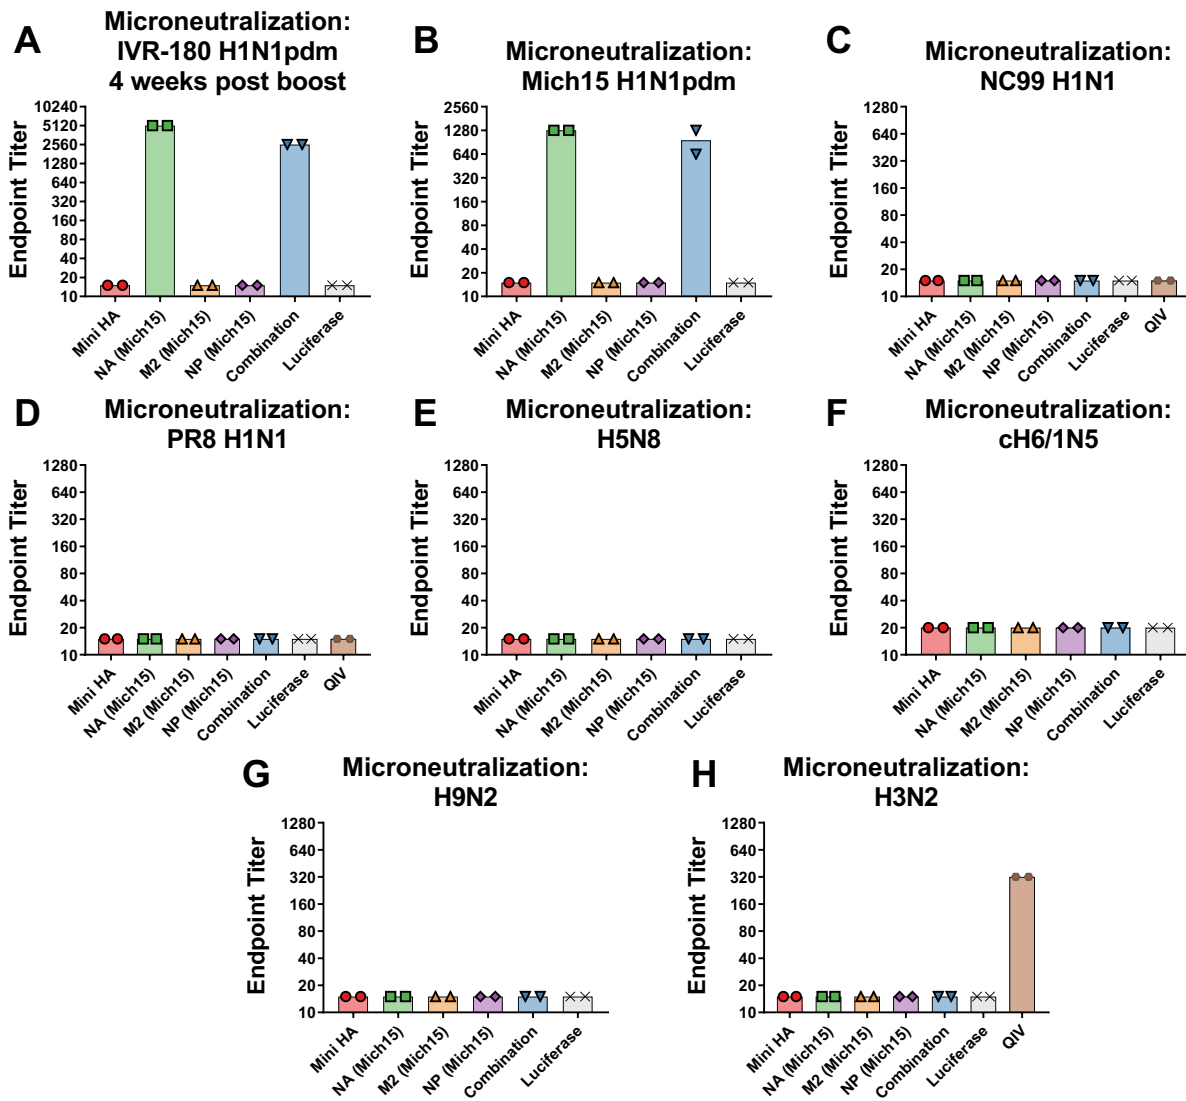 A
Microneutralization:
IVR-180 H1N1pdm
4 weeks post boost
Endpoint Titer
10240
5120
2560
1280
640
320
160
80
40
20
10
Mini HA
NA (Mich15)
M2 (Mich15)
NP (Mich15)
Combination
Luciferase
B
Microneutralization:
Mich15 H1N1pdm
Endpoint Titer
2560
1280
640
320
160
80
40
20
10
Mini HA
NA (Mich15)
M2 (Mich15)
NP (Mich15)
Combination
Luciferase
C
Microneutralization:
NC99 H1N1
Endpoint Titer
1280
640
320
160
80
40
20
10
Mini HA
NA (Mich15)
M2 (Mich15)
NP (Mich15)
Combination
Luciferase
QIV
D
Microneutralization:
PR8 H1N1
Endpoint Titer
1280
640
320
160
80
40
20
10
Mini HA
NA (Mich15)
M2 (Mich15)
NP (Mich15)
Combination
Luciferase
QIV
E
Microneutralization:
H5N8
Endpoint Titer
1280
640
320
160
80
40
20
10
Mini HA
NA (Mich15)
M2 (Mich15)
NP (Mich15)
Combination
Luciferase
F
Microneutralization:
cH6/1N5
Endpoint Titer
1280
640
320
160
80
40
20
10
Mini HA
NA (Mich15)
M2 (Mich15)
NP (Mich15)
Combination
Luciferase
G
Microneutralization:
H9N2
Endpoint Titer
1280
640
320
160
80
40
20
10
Mini HA
NA (Mich15)
M2 (Mich15)
NP (Mich15)
Combination
Luciferase
H
Microneutralization:
H3N2
Endpoint Titer
1280
640
320
160
80
40
20
10
Mini HA
NA (Mich15)
M2 (Mich15)
NP (Mich15)
Combination
Luciferase
QIV